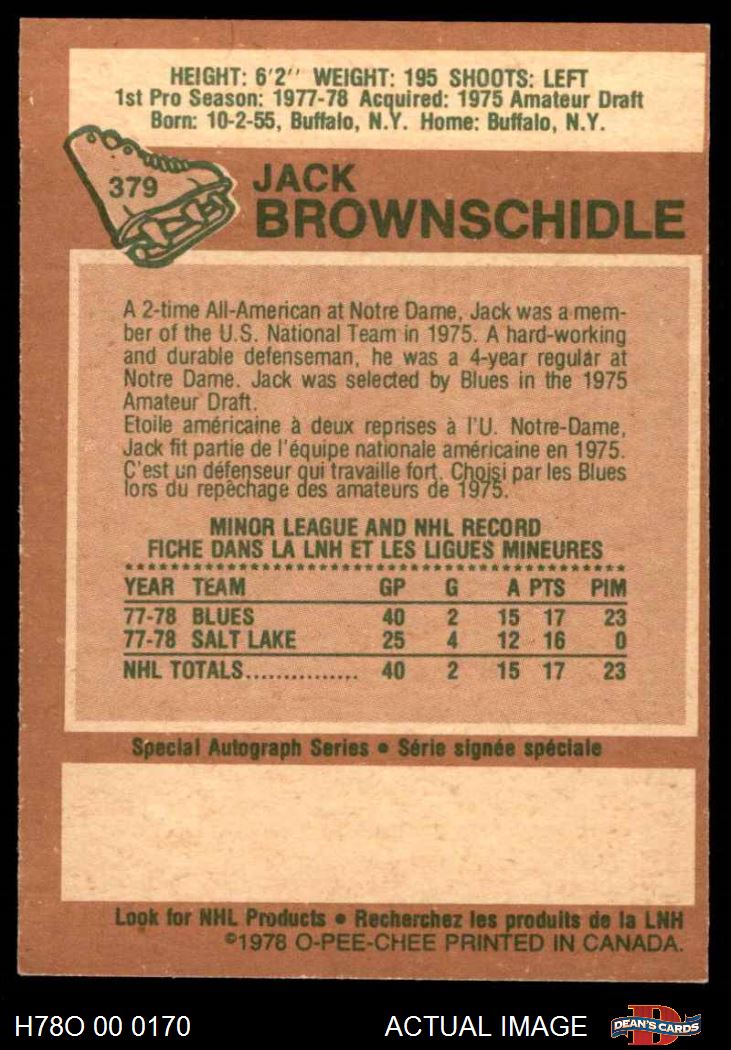 HEIGHT: 6'2'' WEIGHT: 195 SHOOTS: LEFT
1st Pro Season: 1977-78 Acquired: 1975 Amateur Draft
Born: 10-2-55, Buffalo, N.Y. Home: Buffalo, N.Y.
379
JACK
BROWNSCHIDLE
A 2-time All-American at Notre Dame, Jack was a mem-
ber of the U.S. National Team in 1975. A hard-working
and durable defenseman, he was a 4-year regular at
Notre Dame. Jack was selected by Blues in the 1975
Amateur Draft.
Etoile américaine à deux reprises à l'U. Notre-Dame,
Jack fit partie de l'équipe nationale américaine en 1975.
C'est un défenseur qui travaille fort. Choisi par les Blues
lors du repêchage des amateurs de 1975.
MINOR LEAGUE AND NHL RECORD
FICHE DANS LA LNH ET LES LIGUES MINEURES
YEAR TEAM GP G A PTS PIM
77-78 BLUES 40 2 15 17 23
77-78 SALT LAKE 25 4 12 16 0
NHL TOTALS............... 40 2 15 17 23
Special Autograph Series • Série signée spéciale
Look for NHL Products • Recherchez les produits de la LNH
©1978 O-PEE-CHEE PRINTED IN CANADA.
H78O 00 0170 ACTUAL IMAGE DEAN'S CARDS